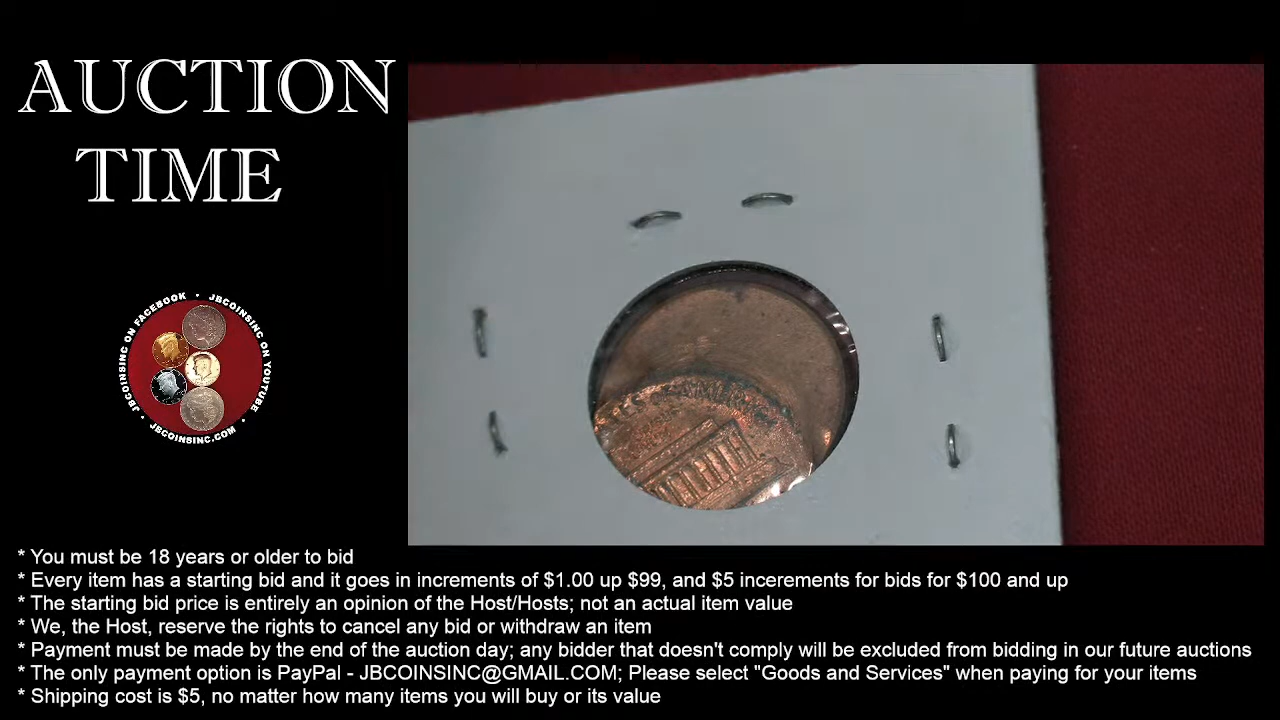 AUCTION
TIME
JBCOINSINC ON FACEBOOK • JBCOINSINC ON YOUTUBE • JBCOINSINC.COM •
* You must be 18 years or older to bid
* Every item has a starting bid and it goes in increments of $1.00 up $99, and $5 incerements for bids for $100 and up
* The starting bid price is entirely an opinion of the Host/Hosts; not an actual item value
* We, the Host, reserve the rights to cancel any bid or withdraw an item
* Payment must be made by the end of the auction day; any bidder that doesn't comply will be excluded from bidding in our future auctions
* The only payment option is PayPal - JBCOINSINC@GMAIL.COM; Please select "Goods and Services" when paying for your items
* Shipping cost is $5, no matter how many items you will buy or its value